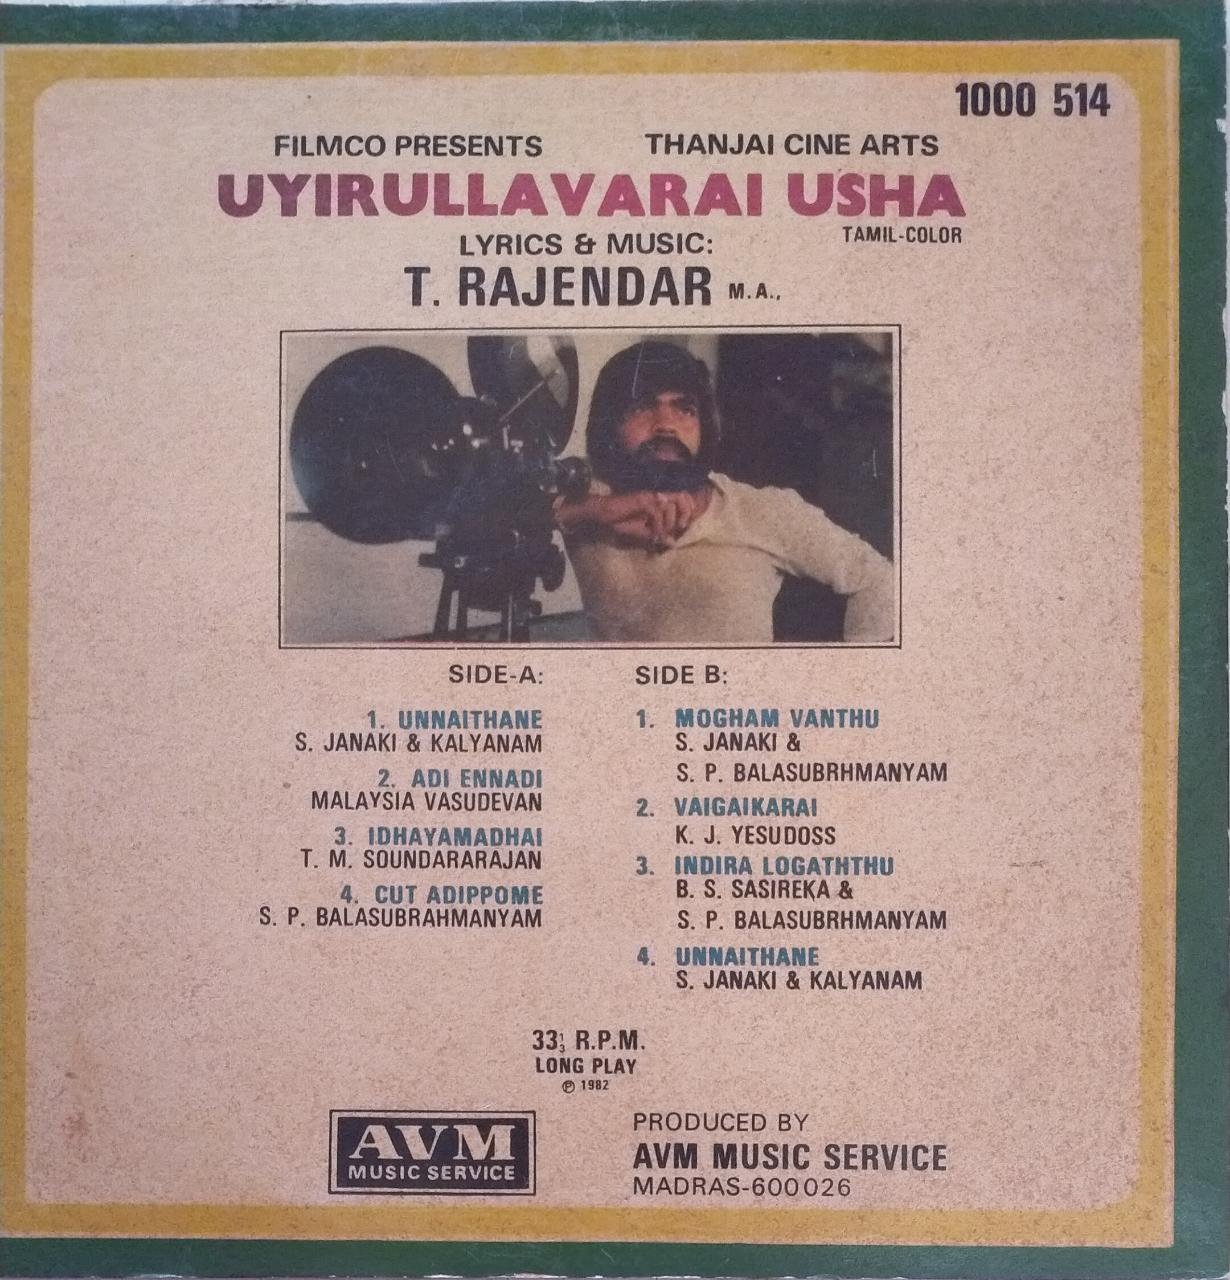 1000 514
FILMCO PRESENTS THANJAI CINE ARTS
UYIRULLAVARAI USHA
TAMIL-COLOR
LYRICS & MUSIC:
T. RAJENDAR M.A.,
SIDE-A:
1. UNNAITHANE
S. JANAKI & KALYANAM
2. ADI ENNADI
MALAYSIA VASUDEVAN
3. IDHAYAMADHAI
T. M. SOUNDARARAJAN
4. CUT ADIPPOME
S. P. BALASUBRAHMANYAM
SIDE B:
1. MOGHAM VANTHU
S. JANAKI &
S. P. BALASUBRHMANYAM
2. VAIGAIKARAI
K. J. YESUDOSS
3. INDIRA LOGATHTHU
B. S. SASIREKA &
S. P. BALASUBRHMANYAM
4. UNNAITHANE
S. JANAKI & KALYANAM
33⅓ R.P.M.
LONG PLAY
℗ 1982
AVM
MUSIC SERVICE
PRODUCED BY
AVM MUSIC SERVICE
MADRAS-600026